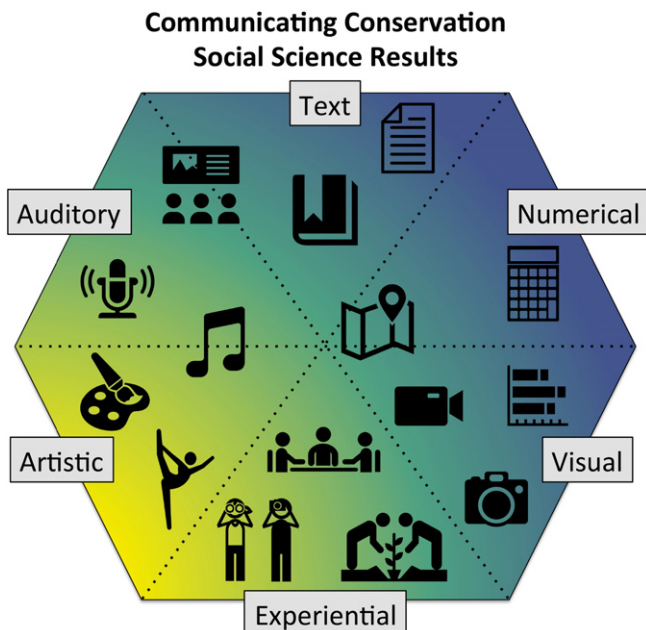 Communicating Conservation
Social Science Results
Text
Auditory
Numerical
Artistic
Visual
Experiential